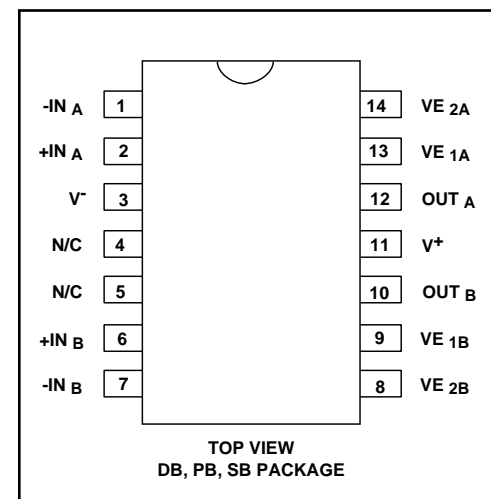 -IN A 1 14 VE 2A
+IN A 2 13 VE 1A
V- 3 12 OUT A
N/C 4 11 V+
N/C 5 10 OUT B
+IN B 6 9 VE 1B
-IN B 7 8 VE 2B
TOP VIEW
DB, PB, SB PACKAGE